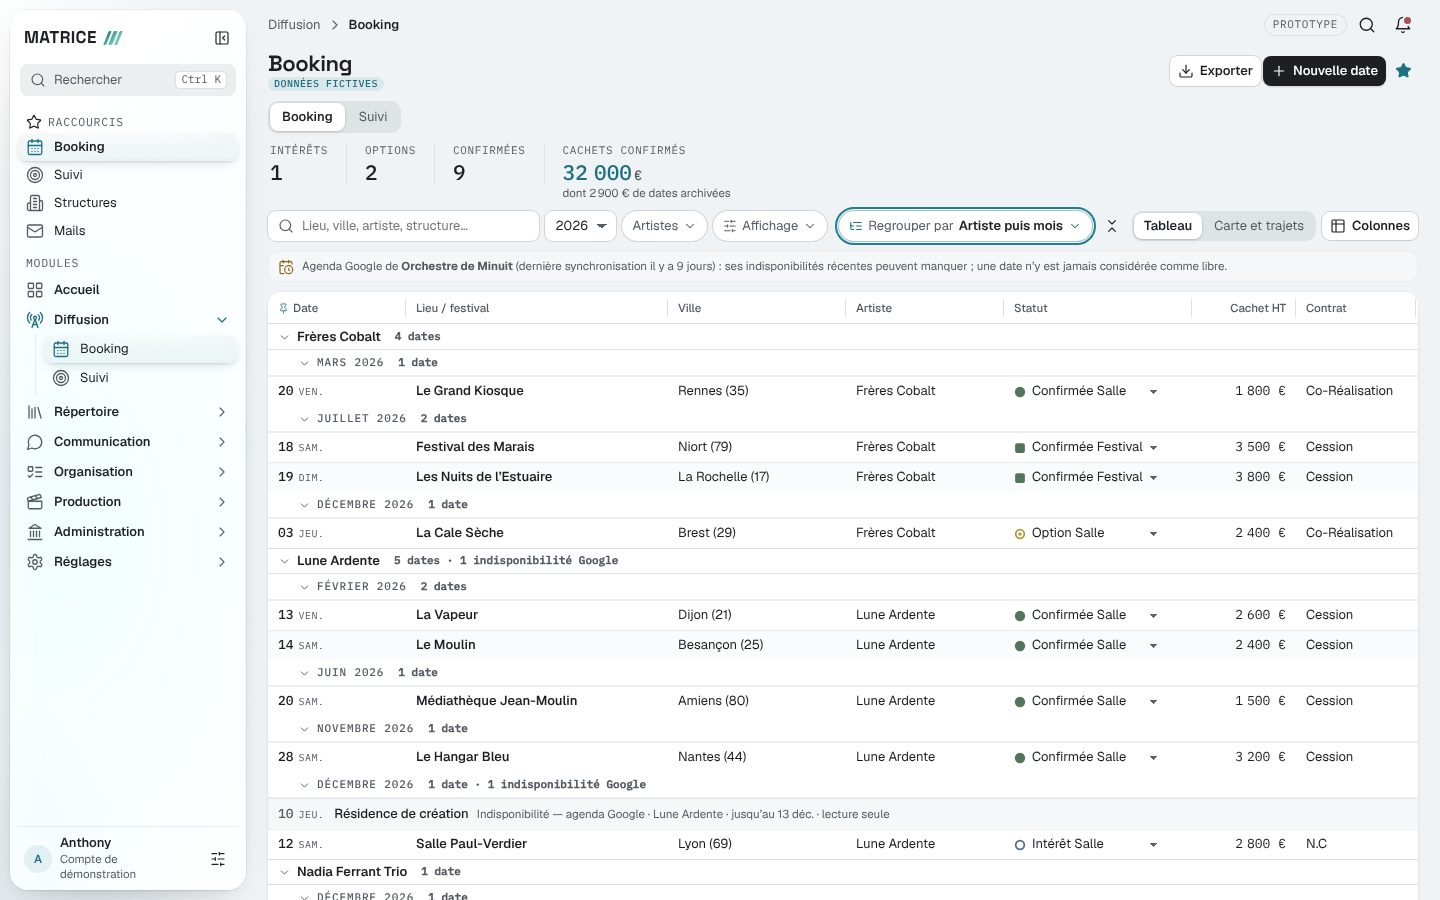 MATRICE
Rechercher Ctrl K
RACCOURCIS
Booking
Suivi
Structures
Mails
MODULES
Accueil
Diffusion
Booking
Suivi
Répertoire
Communication
Organisation
Production
Administration
Réglages
A
Anthony
Compte de
démonstration
Diffusion > Booking
PROTOTYPE
Booking
DONNÉES FICTIVES
Exporter
+ Nouvelle date
Booking Suivi
INTÉRÊTS OPTIONS CONFIRMÉES CACHETS CONFIRMÉS
1 2 9 32 000 €
dont 2 900 € de dates archivées
Lieu, ville, artiste, structure… 2026 Artistes Affichage Regrouper par Artiste puis mois Tableau Carte et trajets Colonnes
Agenda Google de Orchestre de Minuit (dernière synchronisation il y a 9 jours) : ses indisponibilités récentes peuvent manquer ; une date n'y est jamais considérée comme libre.
Date Lieu / festival Ville Artiste Statut Cachet HT Contrat
Frères Cobalt 4 dates
MARS 2026 1 date
20 VEN. Le Grand Kiosque Rennes (35) Frères Cobalt Confirmée Salle 1 800 € Co-Réalisation
JUILLET 2026 2 dates
18 SAM. Festival des Marais Niort (79) Frères Cobalt Confirmée Festival 3 500 € Cession
19 DIM. Les Nuits de l'Estuaire La Rochelle (17) Frères Cobalt Confirmée Festival 3 800 € Cession
DÉCEMBRE 2026 1 date
03 JEU. La Cale Sèche Brest (29) Frères Cobalt Option Salle 2 400 € Co-Réalisation
Lune Ardente 5 dates · 1 indisponibilité Google
FÉVRIER 2026 2 dates
13 VEN. La Vapeur Dijon (21) Lune Ardente Confirmée Salle 2 600 € Cession
14 SAM. Le Moulin Besançon (25) Lune Ardente Confirmée Salle 2 400 € Cession
JUIN 2026 1 date
20 SAM. Médiathèque Jean-Moulin Amiens (80) Lune Ardente Confirmée Salle 1 500 € Cession
NOVEMBRE 2026 1 date
28 SAM. Le Hangar Bleu Nantes (44) Lune Ardente Confirmée Salle 3 200 € Cession
DÉCEMBRE 2026 1 date · 1 indisponibilité Google
10 JEU. Résidence de création Indisponibilité — agenda Google · Lune Ardente · jusqu'au 13 déc. · lecture seule
12 SAM. Salle Paul-Verdier Lyon (69) Lune Ardente Intérêt Salle 2 800 € N.C
Nadia Ferrant Trio 1 date
DÉCEMBRE 2026 1 date